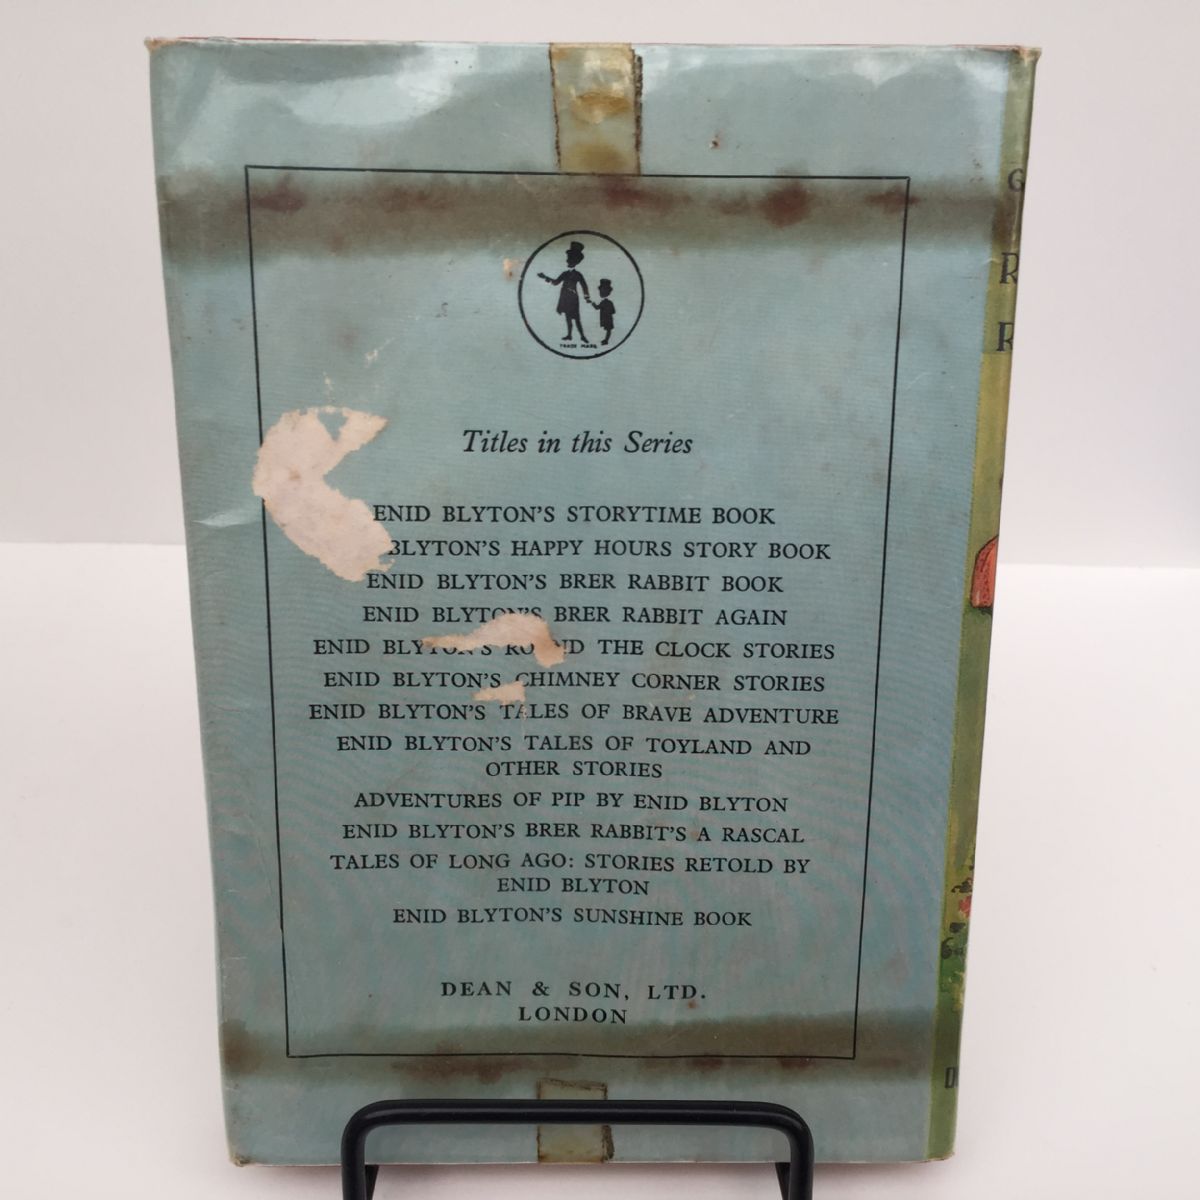 TRADE MARK
Titles in this Series
ENID BLYTON'S STORYTIME BOOK
BLYTON'S HAPPY HOURS STORY BOOK
ENID BLYTON'S BRER RABBIT BOOK
ENID BLYTON'S BRER RABBIT AGAIN
ENID BLYTON'S THE CLOCK STORIES
ENID BLYTON'S CHIMNEY CORNER STORIES
ENID BLYTON'S TALES OF BRAVE ADVENTURE
ENID BLYTON'S TALES OF TOYLAND AND
OTHER STORIES
ADVENTURES OF PIP BY ENID BLYTON
ENID BLYTON'S BRER RABBIT'S A RASCAL
TALES OF LONG AGO: STORIES RETOLD BY
ENID BLYTON
ENID BLYTON'S SUNSHINE BOOK
DEAN & SON, LTD.
LONDON